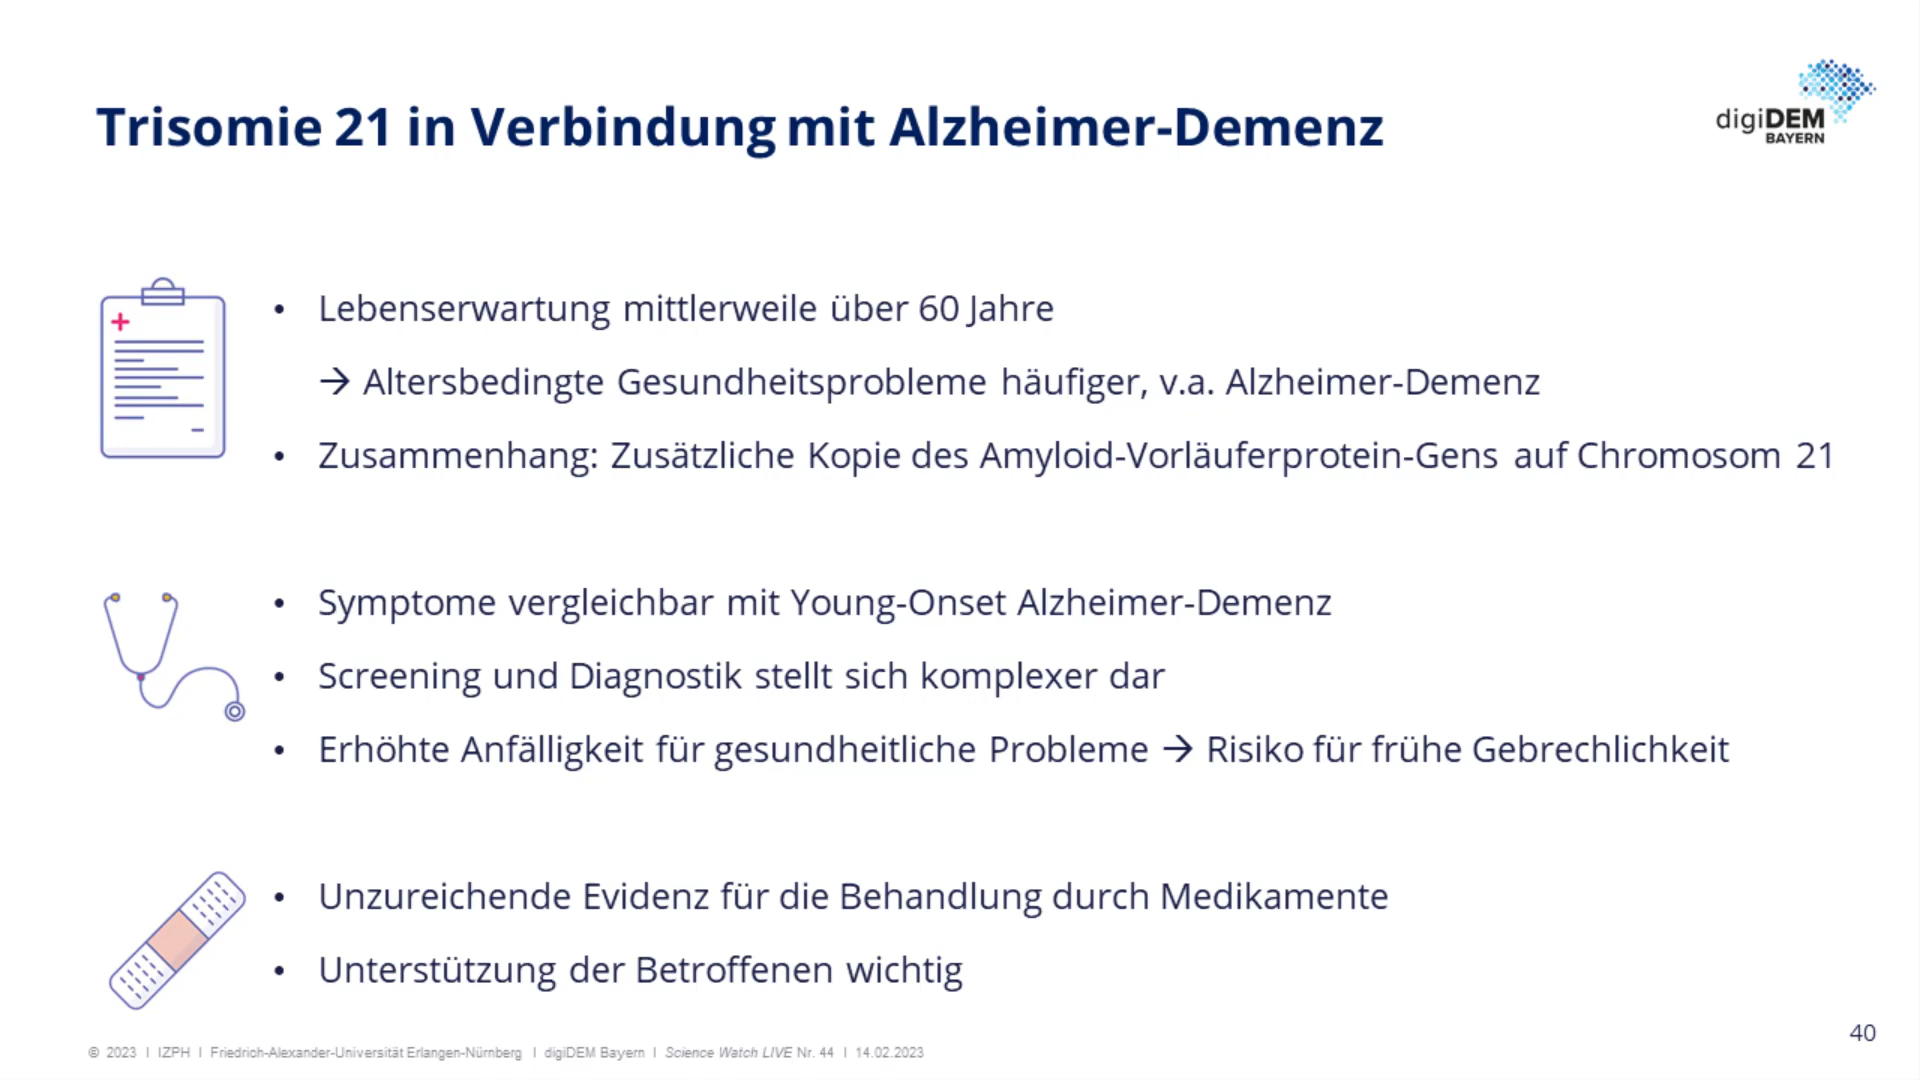 Trisomie 21 in Verbindung mit Alzheimer-Demenz
digiDEM
BAYERN
• Lebenserwartung mittlerweile über 60 Jahre
→ Altersbedingte Gesundheitsprobleme häufiger, v.a. Alzheimer-Demenz
• Zusammenhang: Zusätzliche Kopie des Amyloid-Vorläuferprotein-Gens auf Chromosom 21
• Symptome vergleichbar mit Young-Onset Alzheimer-Demenz
• Screening und Diagnostik stellt sich komplexer dar
• Erhöhte Anfälligkeit für gesundheitliche Probleme → Risiko für frühe Gebrechlichkeit
• Unzureichende Evidenz für die Behandlung durch Medikamente
• Unterstützung der Betroffenen wichtig
40
© 2023 I IZPH I Friedrich-Alexander-Universität Erlangen-Nürnberg I digiDEM Bayern I Science Watch LIVE Nr. 44 I 14.02.2023